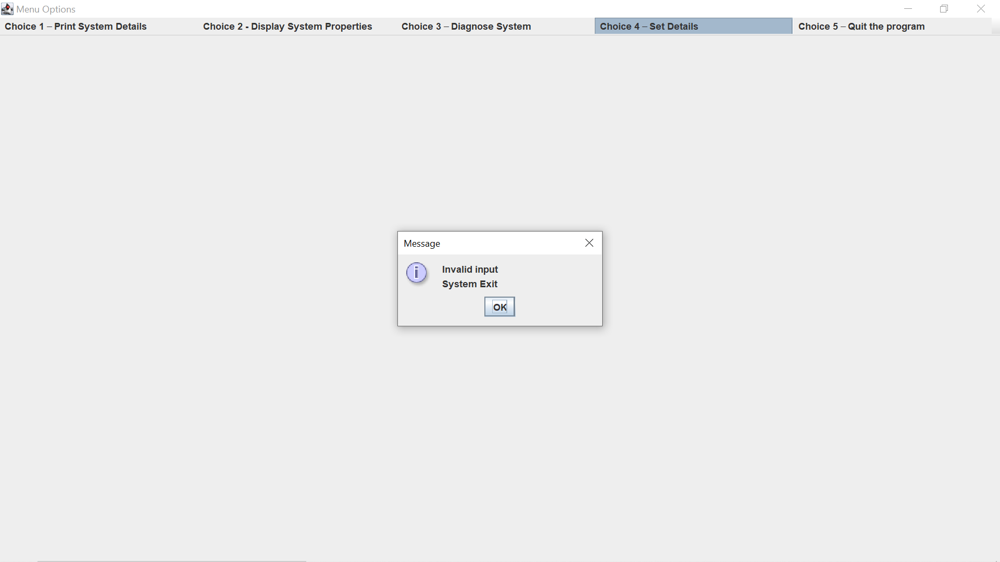 Menu Options
Choice 1 – Print System Details
Choice 2 - Display System Properties
Choice 3 – Diagnose System
Choice 4 – Set Details
Choice 5 – Quit the program
Message
Invalid input
System Exit
OK